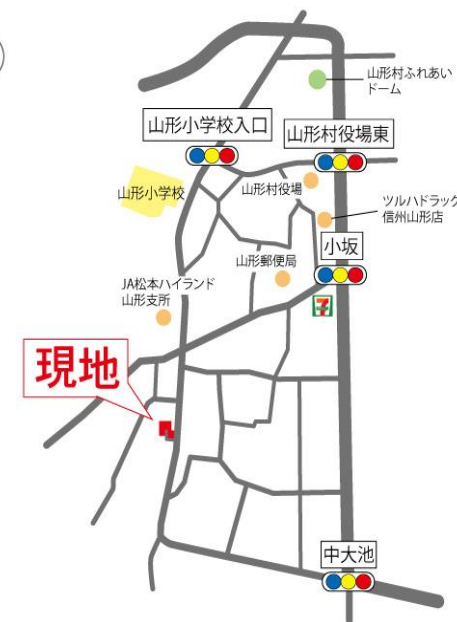 山形村ふれあい
ドーム
山形小学校入口
山形村役場東
山形小学校
山形村役場
ツルハドラッグ
信州山形店
小坂
山形郵便局
JA松本ハイランド
山形支所
7
現地
中大池